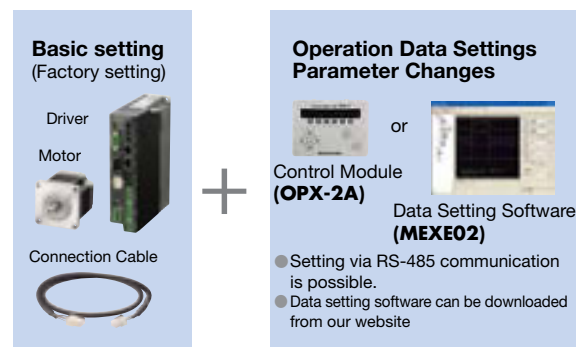 Basic setting
(Factory setting)
Driver
Motor
Connection Cable
Operation Data Settings
Parameter Changes
or
Control Module
(OPX-2A)
Data Setting Software
(MEXE02)
Setting via RS-485 communication
is possible.
Data setting software can be downloaded
from our website